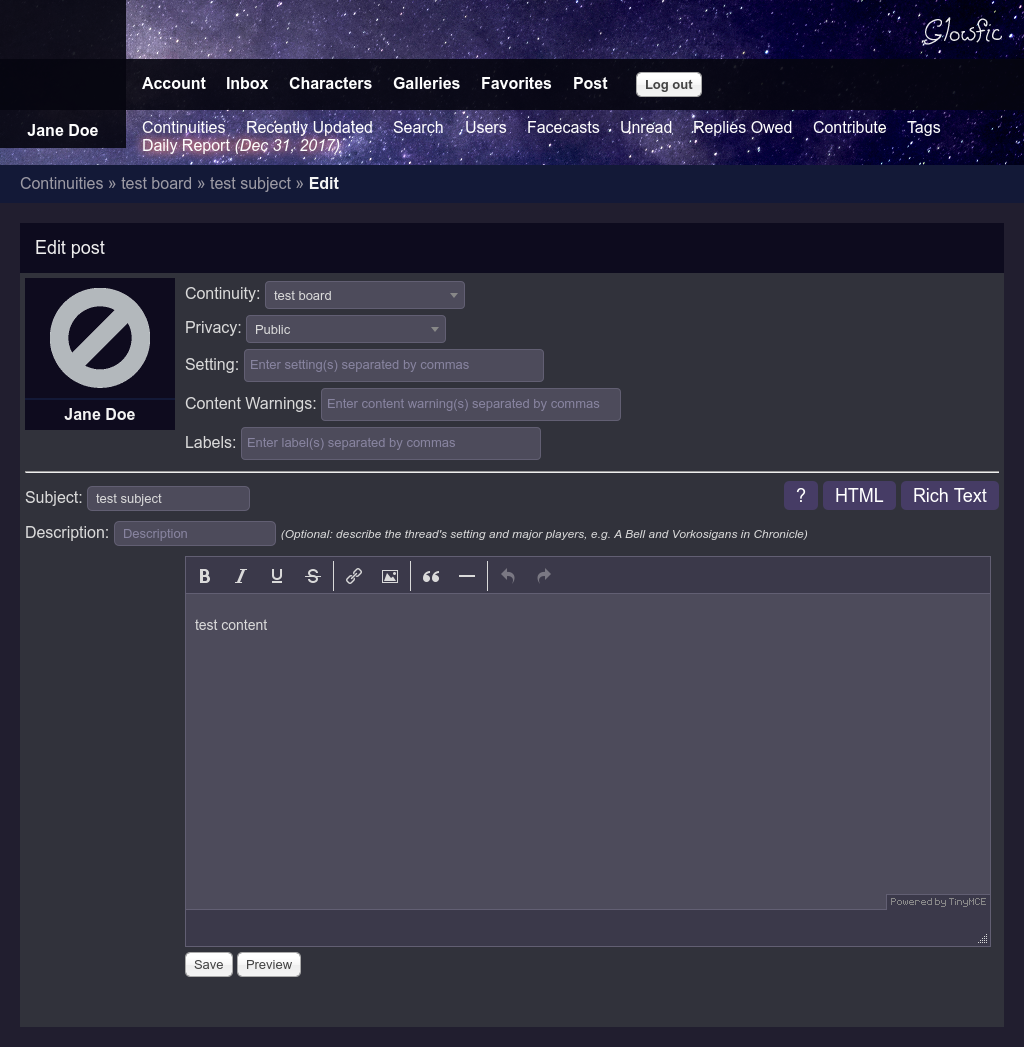 Glowfic
Account Inbox Characters Galleries Favorites Post Log out
Jane Doe
Continuities Recently Updated Search Users Facecasts Unread Replies Owed Contribute Tags
Daily Report (Dec 31, 2017)
Continuities » test board » test subject » Edit
Edit post
Jane Doe
Continuity: test board
Privacy: Public
Setting: Enter setting(s) separated by commas
Content Warnings: Enter content warning(s) separated by commas
Labels: Enter label(s) separated by commas
Subject: test subject
? HTML Rich Text
Description: Description (Optional: describe the thread's setting and major players, e.g. A Bell and Vorkosigans in Chronicle)
B I U S
test content
Powered by TinyMCE
Save Preview